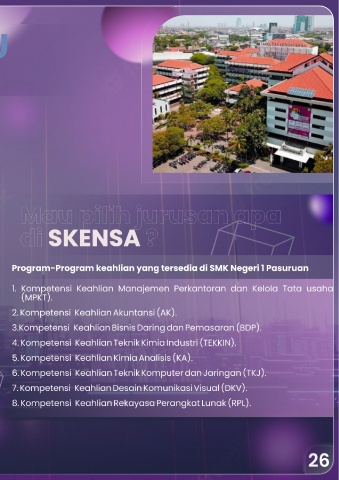 Mau pilih jurusan apa
di SKENSA ?
Program-Program keahlian yang tersedia di SMK Negeri 1 Pasuruan
1. Kompetensi Keahlian Manajemen Perkantoran dan Kelola Tata usaha
(MPKT).
2. Kompetensi Keahlian Akuntansi (AK).
3.Kompetensi Keahlian Bisnis Daring dan Pemasaran (BDP).
4.Kompetensi Keahlian Teknik Kimia Industri (TEKKIN).
5. Kompetensi Keahlian Kimia Analisis (KA).
6. Kompetensi Keahlian Teknik Komputer dan Jaringan (TKJ).
7. Kompetensi Keahlian Desain Komunikasi Visual (DKV).
8. Kompetensi Keahlian Rekayasa Perangkat Lunak (RPL).
26